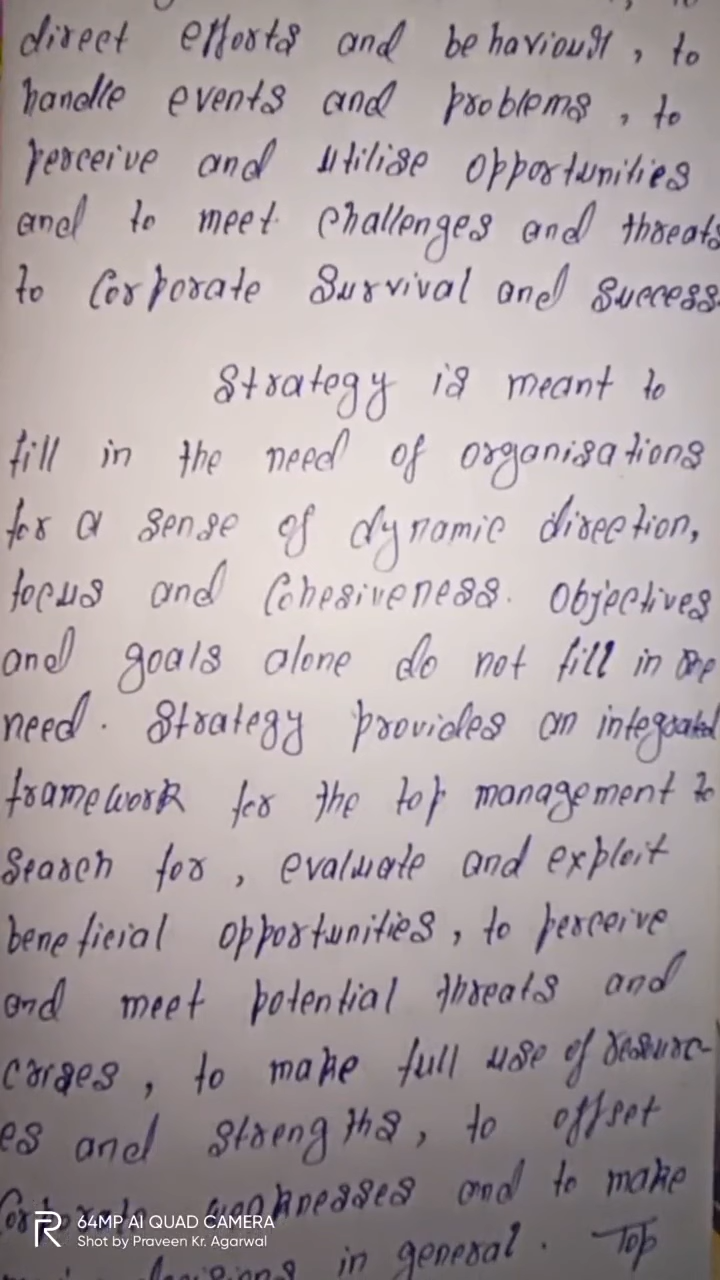 direct efforts and behaviour, to
handle events and problems, to
perceive and utilise opportunities
and to meet challenges and threats
to Corporate Survival and Success.
Strategy is meant to
fill in the need of organisations
for a sense of dynamic direction,
focus and Cohesiveness. Objectives
and goals alone do not fill in the
need. Strategy provides an integrated
framework for the top management to
Search for, evaluate and exploit
beneficial opportunities, to perceive
and meet potential threats and
crises, to make full use of resourc-
es and strengths, to offset
Corporate weaknesses and to make
decisions in general. Top
64MP AI QUAD CAMERA
Shot by Praveen Kr. Agarwal